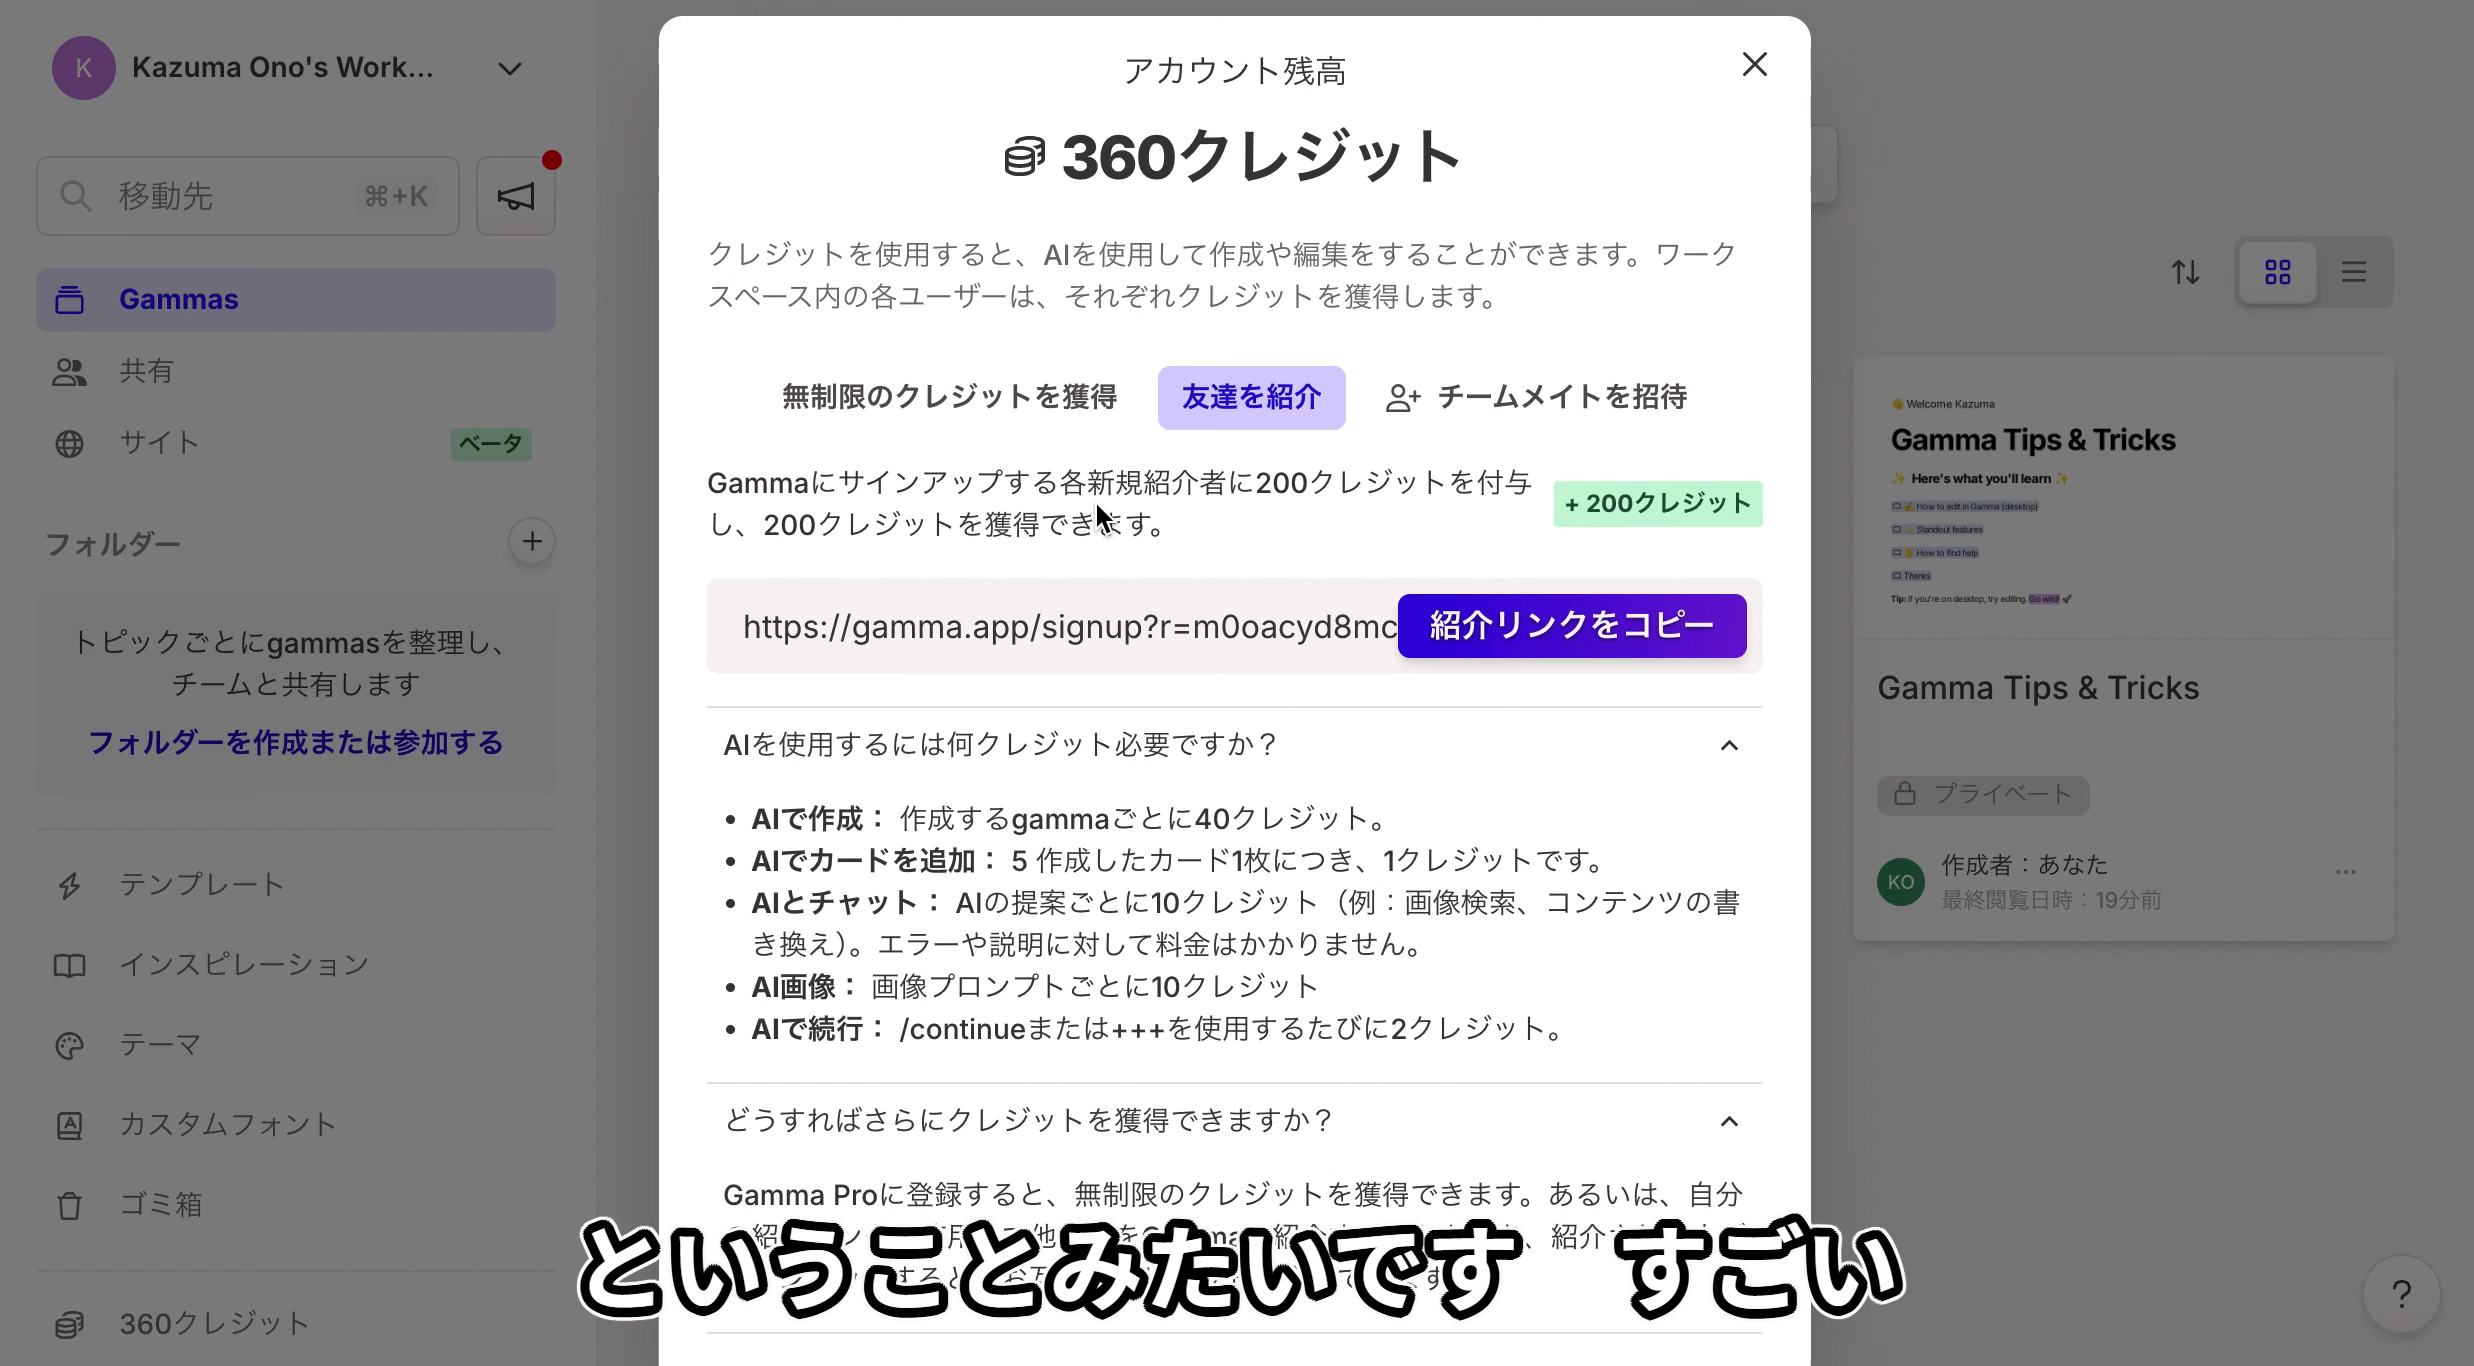 K Kazuma Ono's Work...
移動先 ⌘+K
Gammas
共有
サイト ベータ
フォルダー
トピックごとにgammasを整理し、
チームと共有します
フォルダーを作成または参加する
テンプレート
インスピレーション
テーマ
カスタムフォント
ゴミ箱
360クレジット
アカウント残高
360クレジット
クレジットを使用すると、AIを使用して作成や編集をすることができます。ワーク
スペース内の各ユーザーは、それぞれクレジットを獲得します。
無制限のクレジットを獲得 友達を紹介 チームメイトを招待
Gammaにサインアップする各新規紹介者に200クレジットを付与
し、200クレジットを獲得できます。
+ 200クレジット
https://gamma.app/signup?r=m0oacyd8mc 紹介リンクをコピー
AIを使用するには何クレジット必要ですか？
• AIで作成： 作成するgammaごとに40クレジット。
• AIでカードを追加： 5 作成したカード1枚につき、1クレジットです。
• AIとチャット： AIの提案ごとに10クレジット（例：画像検索、コンテンツの書
き換え）。エラーや説明に対して料金はかかりません。
• AI画像： 画像プロンプトごとに10クレジット
• AIで続行： /continueまたは+++を使用するたびに2クレジット。
どうすればさらにクレジットを獲得できますか？
Gamma Proに登録すると、無制限のクレジットを獲得できます。あるいは、自分
ということみたいです すごい
👋 Welcome Kazuma
Gamma Tips & Tricks
✨ Here's what you'll learn ✨
How to edit in Gamma (desktop)
Standout features
How to find help
Thanks
Tip: If you're on desktop, try editing. Go wild! 🚀
Gamma Tips & Tricks
プライベート
KO 作成者：あなた
最終閲覧日時：19分前
?